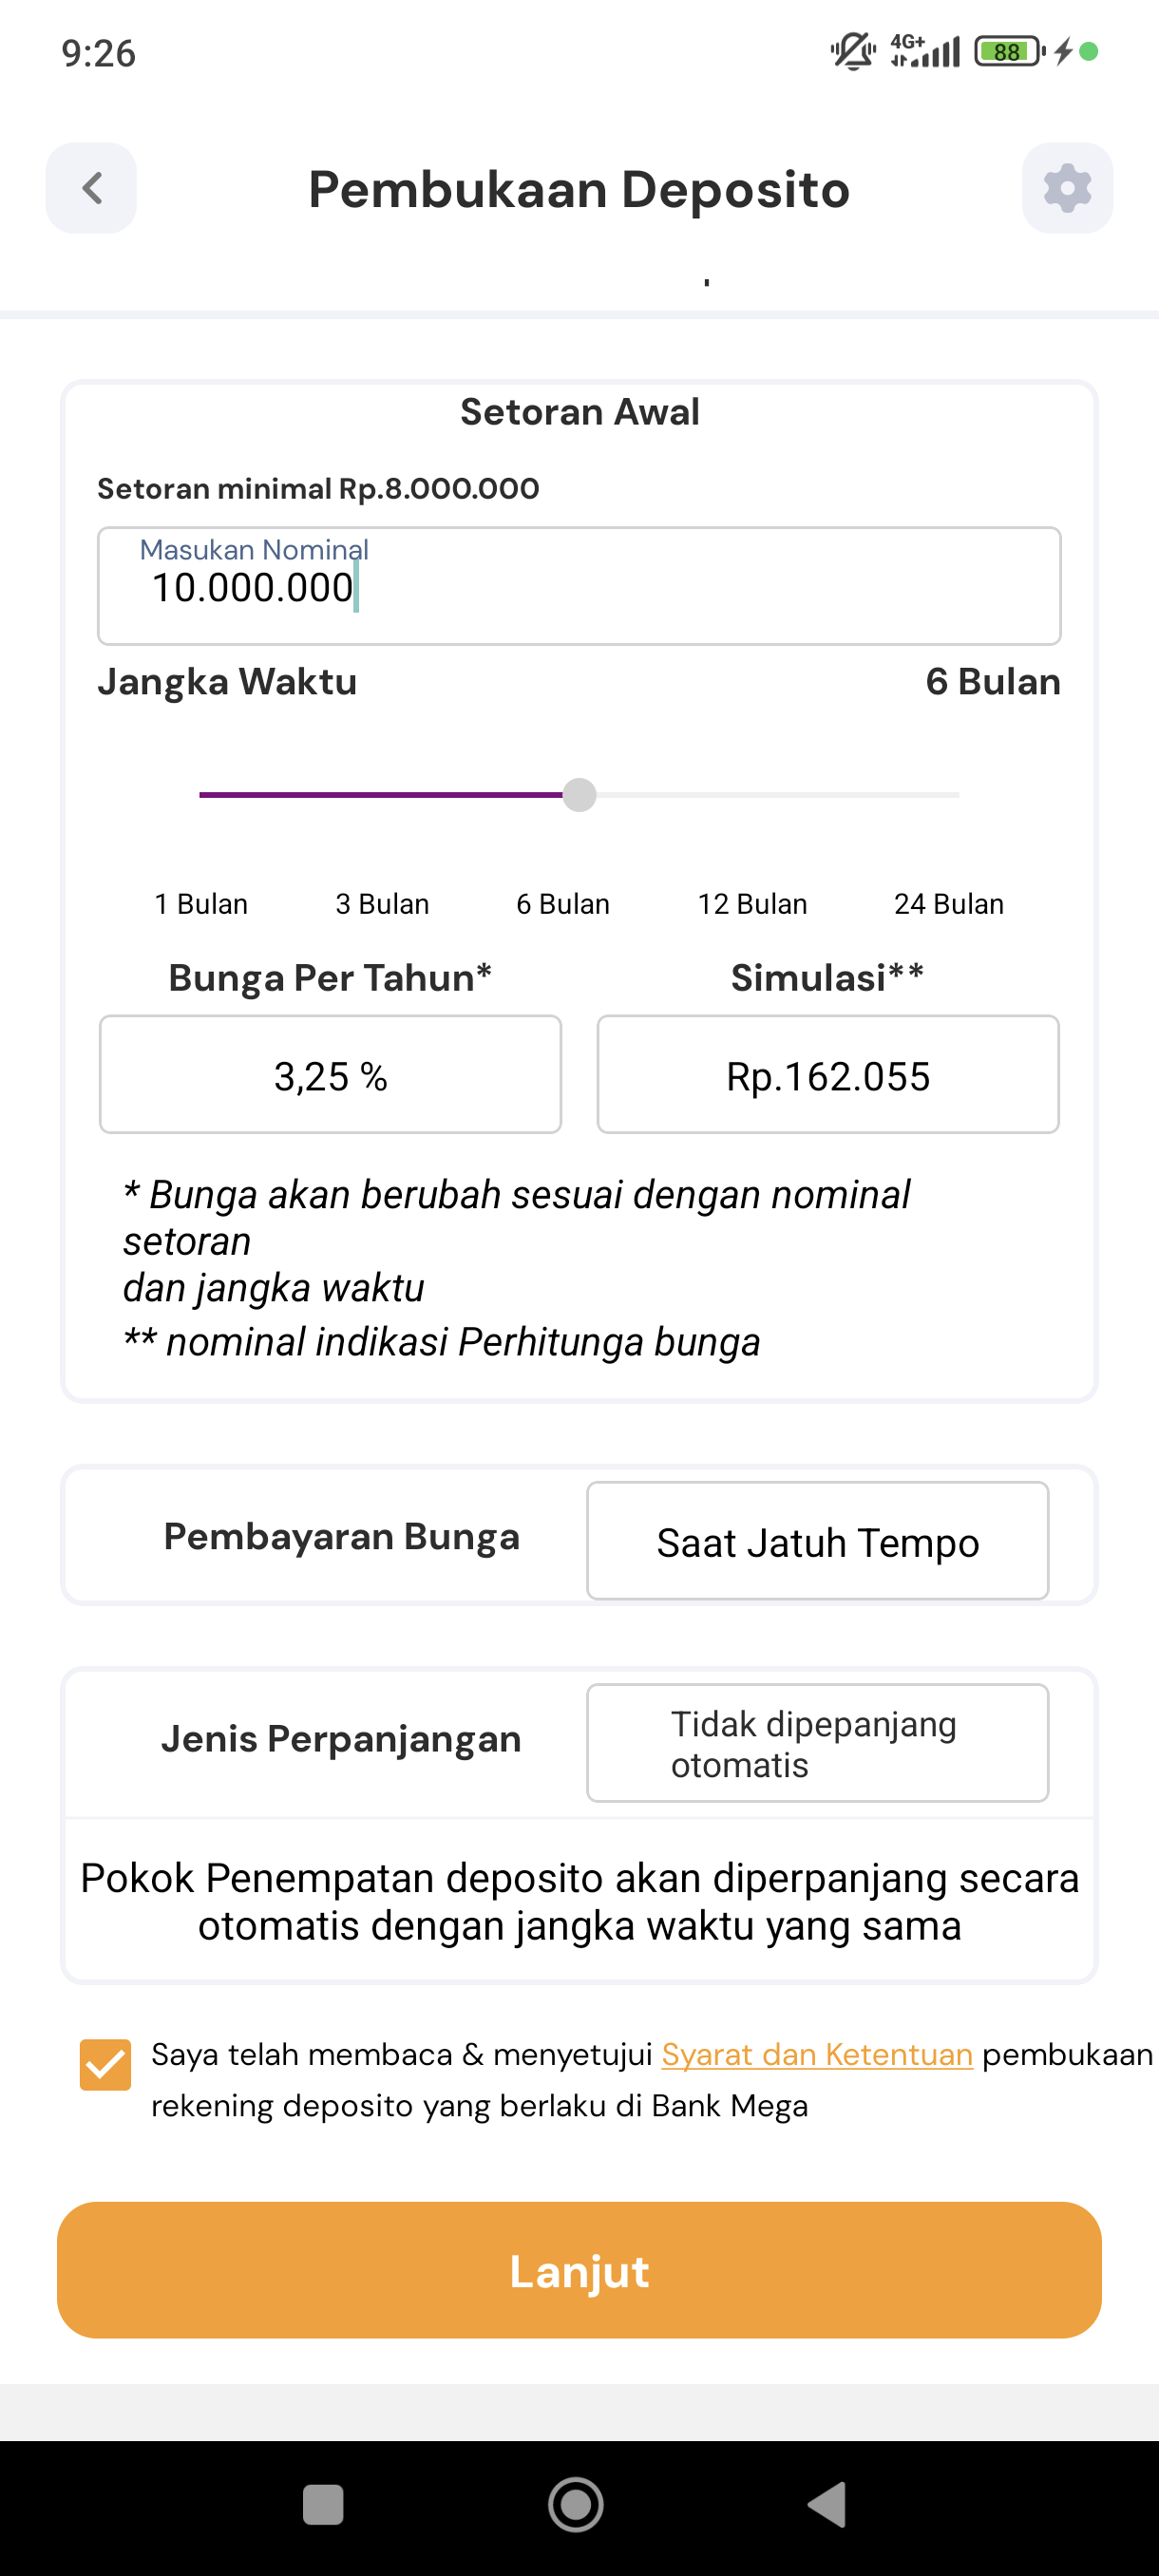 9:26
4G+
88
Pembukaan Deposito
Setoran Awal
Setoran minimal Rp.8.000.000
Masukan Nominal
10.000.000
Jangka Waktu 6 Bulan
1 Bulan 3 Bulan 6 Bulan 12 Bulan 24 Bulan
Bunga Per Tahun* Simulasi**
3,25 % Rp.162.055
* Bunga akan berubah sesuai dengan nominal
setoran
dan jangka waktu
** nominal indikasi Perhitunga bunga
Pembayaran Bunga Saat Jatuh Tempo
Jenis Perpanjangan
Tidak dipepanjang
otomatis
Pokok Penempatan deposito akan diperpanjang secara
otomatis dengan jangka waktu yang sama
Saya telah membaca & menyetujui Syarat dan Ketentuan pembukaan
rekening deposito yang berlaku di Bank Mega
Lanjut